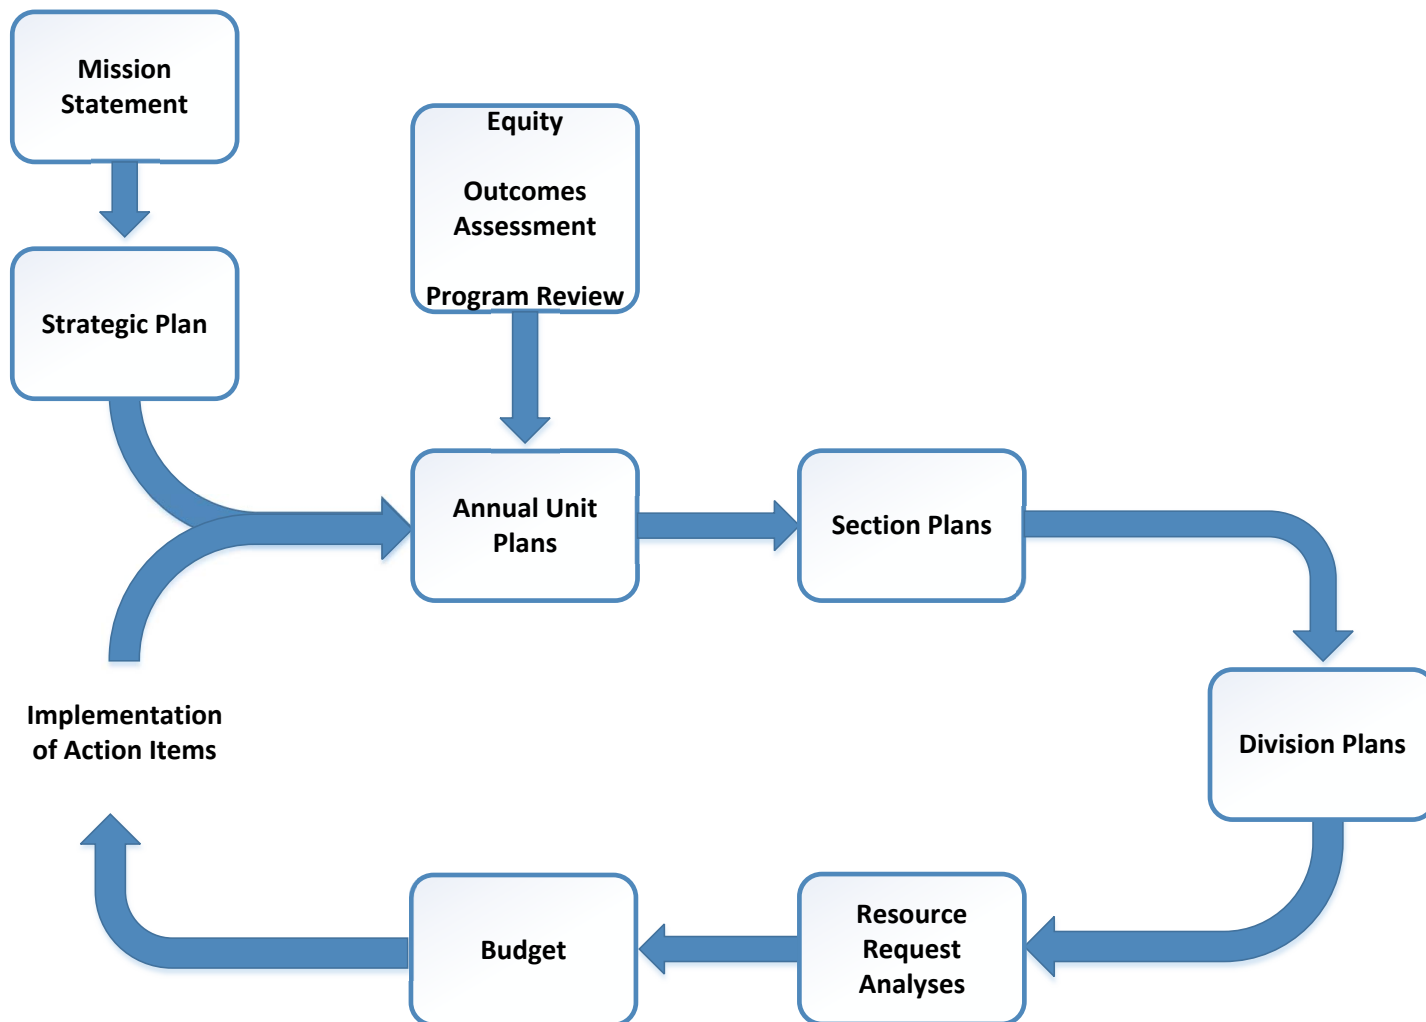 Mission
Statement
Equity
Outcomes
Assessment
Program Review
Strategic Plan
Annual Unit
Plans
Section Plans
Division Plans
Resource
Request
Analyses
Budget
Implementation
of Action Items